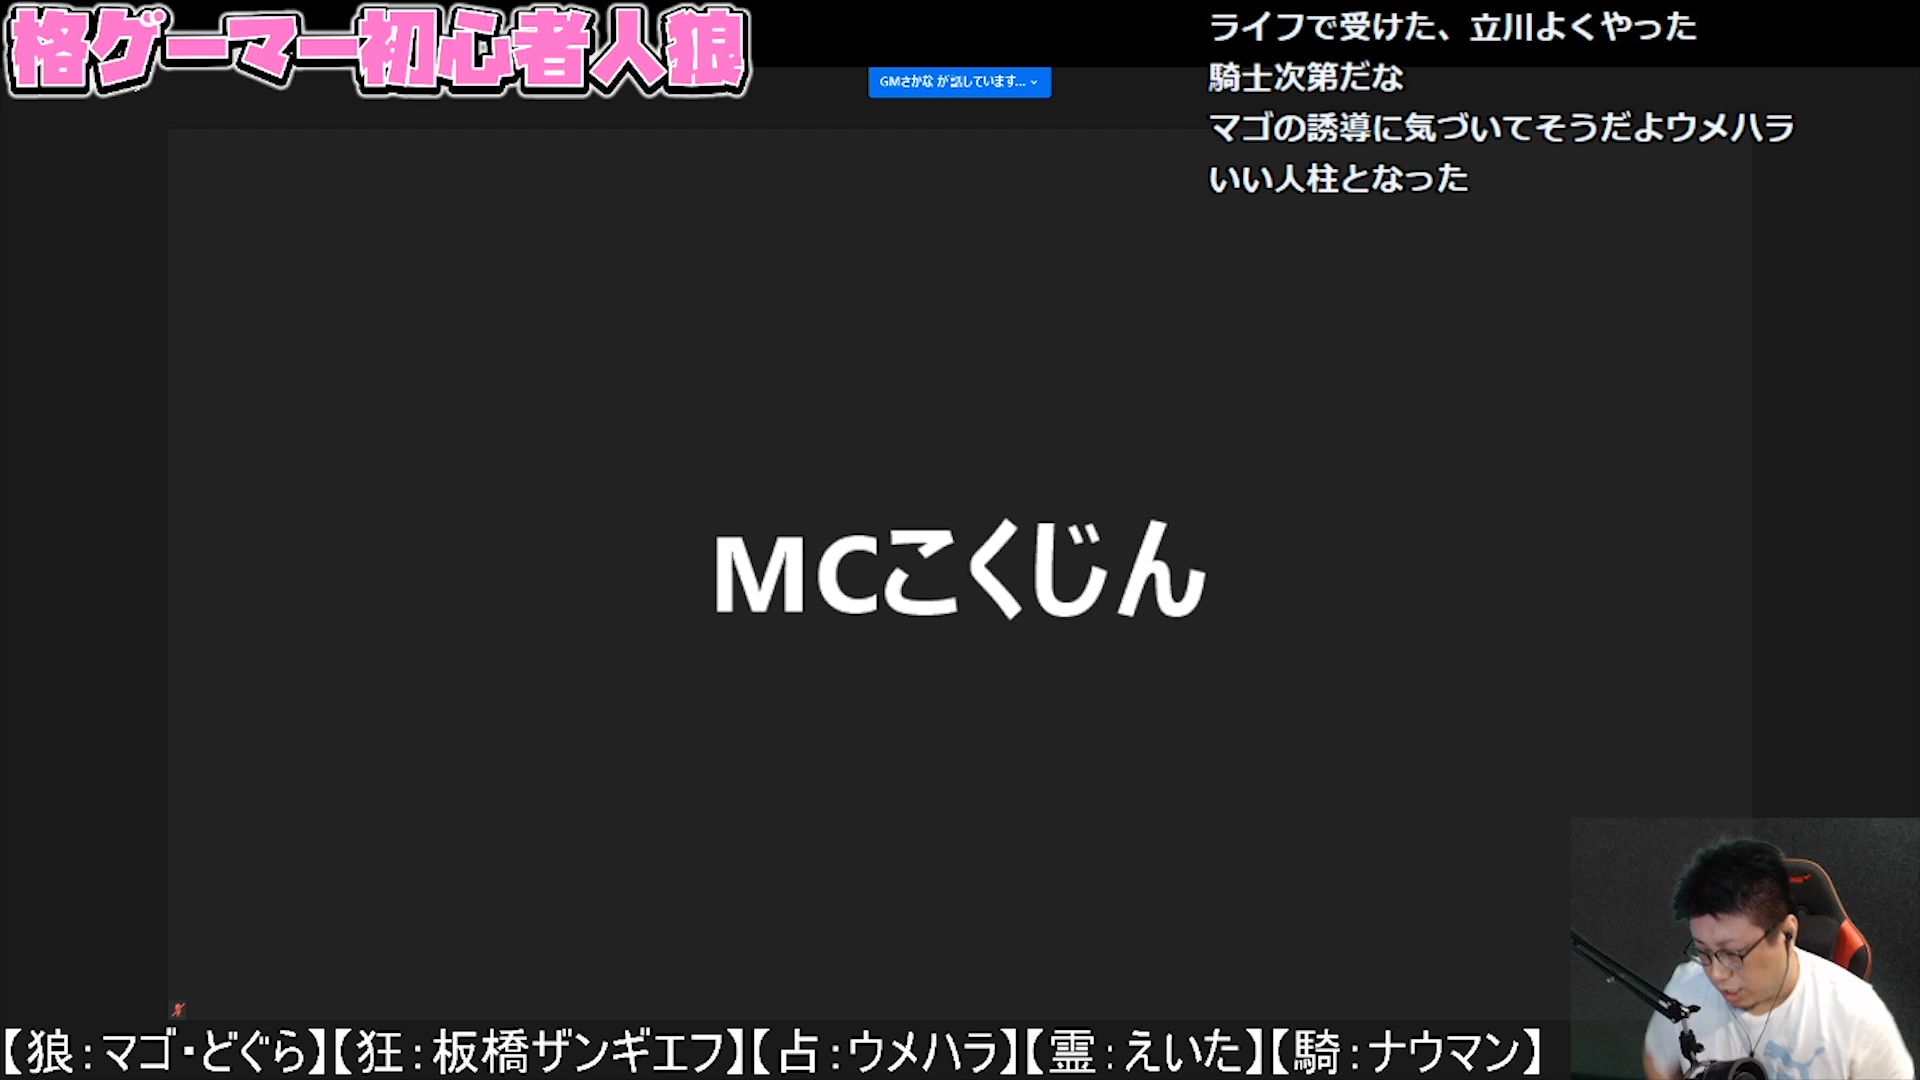 格ゲーマー初心者人狼
GMさかな が話しています...
ライフで受けた、立川よくやった
騎士次第だな
マゴの誘導に気づいてそうだよウメハラ
いい人柱となった
MCこくじん
【狼:マゴ・どぐら】【狂:板橋ザンギエフ】【占:ウメハラ】【霊:えいた】【騎:ナウマン】